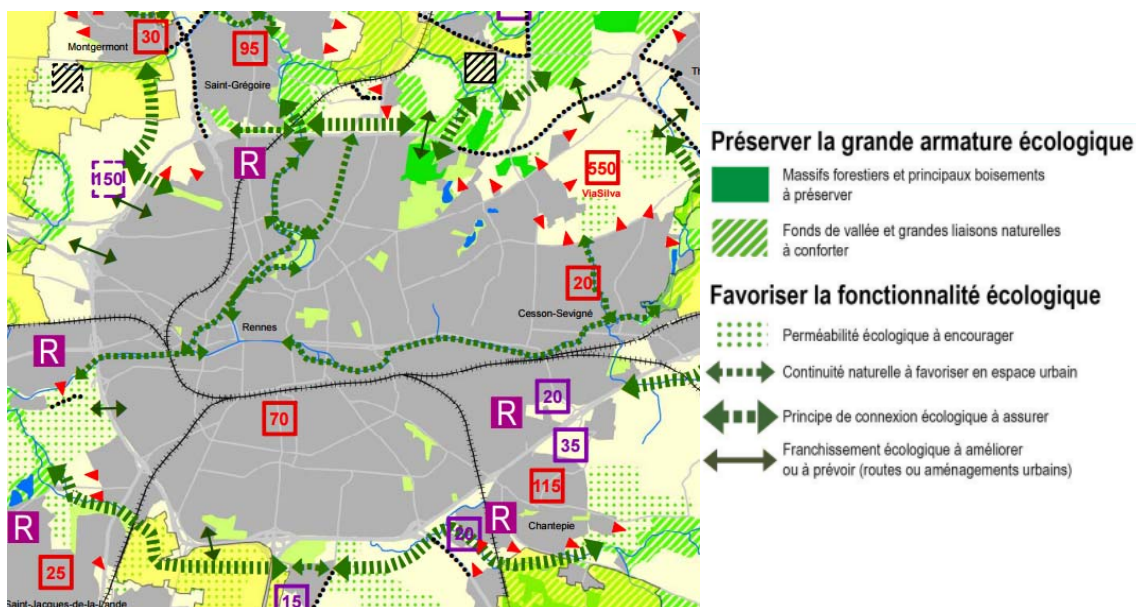 Montgermont
30
95
Saint-Grégoire
Th
R
150
550
ViaSilva
20
Cesson-Sevigné
Rennes
R
70
20
R
35
115
R
20
Chantepie
R
25
15
Saint-Jacques-de-la-Lande
Préserver la grande armature écologique
Massifs forestiers et principaux boisements
à préserver
Fonds de vallée et grandes liaisons naturelles
à conforter
Favoriser la fonctionnalité écologique
Perméabilité écologique à encourager
Continuité naturelle à favoriser en espace urbain
Principe de connexion écologique à assurer
Franchissement écologique à améliorer
ou à prévoir (routes ou aménagements urbains)